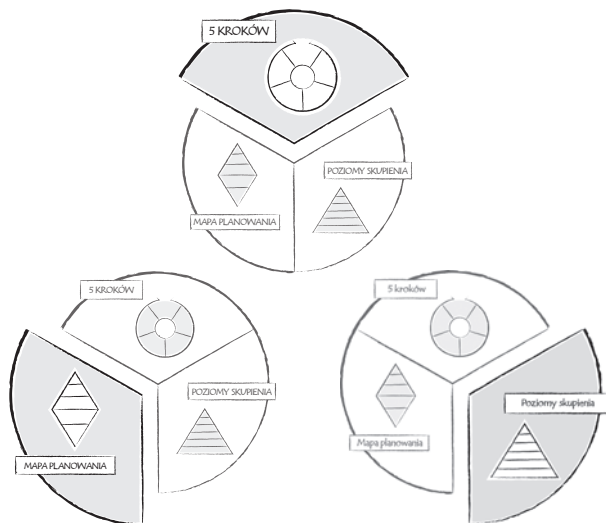 5 KROKÓW
POZIOMY SKUPIENIA
MAPA PLANOWANIA
5 KROKÓW
POZIOMY SKUPIENIA
MAPA PLANOWANIA
5 kroków
Poziomy skupienia
Mapa planowania